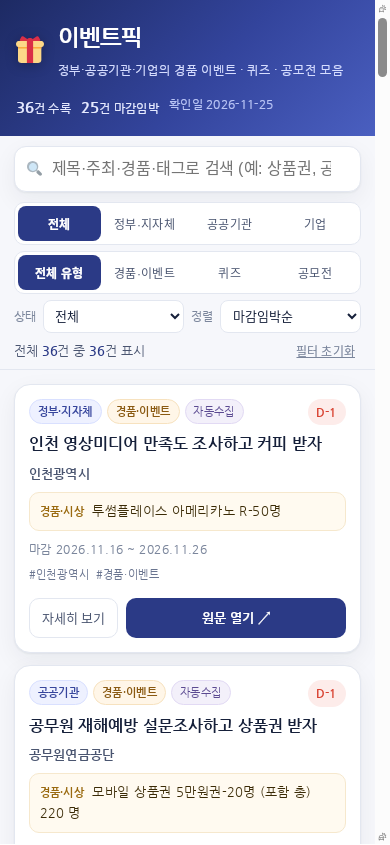 이벤트픽
정부·공공기관·기업의 경품 이벤트 · 퀴즈 · 공모전 모음
36건 수록 25건 마감임박 확인일 2026-11-25
제목·주최·경품·태그로 검색 (예: 상품권, 공
전체 정부·지자체 공공기관 기업
전체 유형 경품·이벤트 퀴즈 공모전
상태 전체 정렬 마감임박순
전체 36건 중 36건 표시 필터 초기화
정부·지자체 경품·이벤트 자동수집 D-1
인천 영상미디어 만족도 조사하고 커피 받자
인천광역시
경품·시상 투썸플레이스 아메리카노 R-50명
마감 2026.11.16 ~ 2026.11.26
#인천광역시 #경품·이벤트
자세히 보기 원문 열기 ↗
공공기관 경품·이벤트 자동수집 D-1
공무원 재해예방 설문조사하고 상품권 받자
공무원연금공단
경품·시상 모바일 상품권 5만원권-20명 (포함 총)
220 명